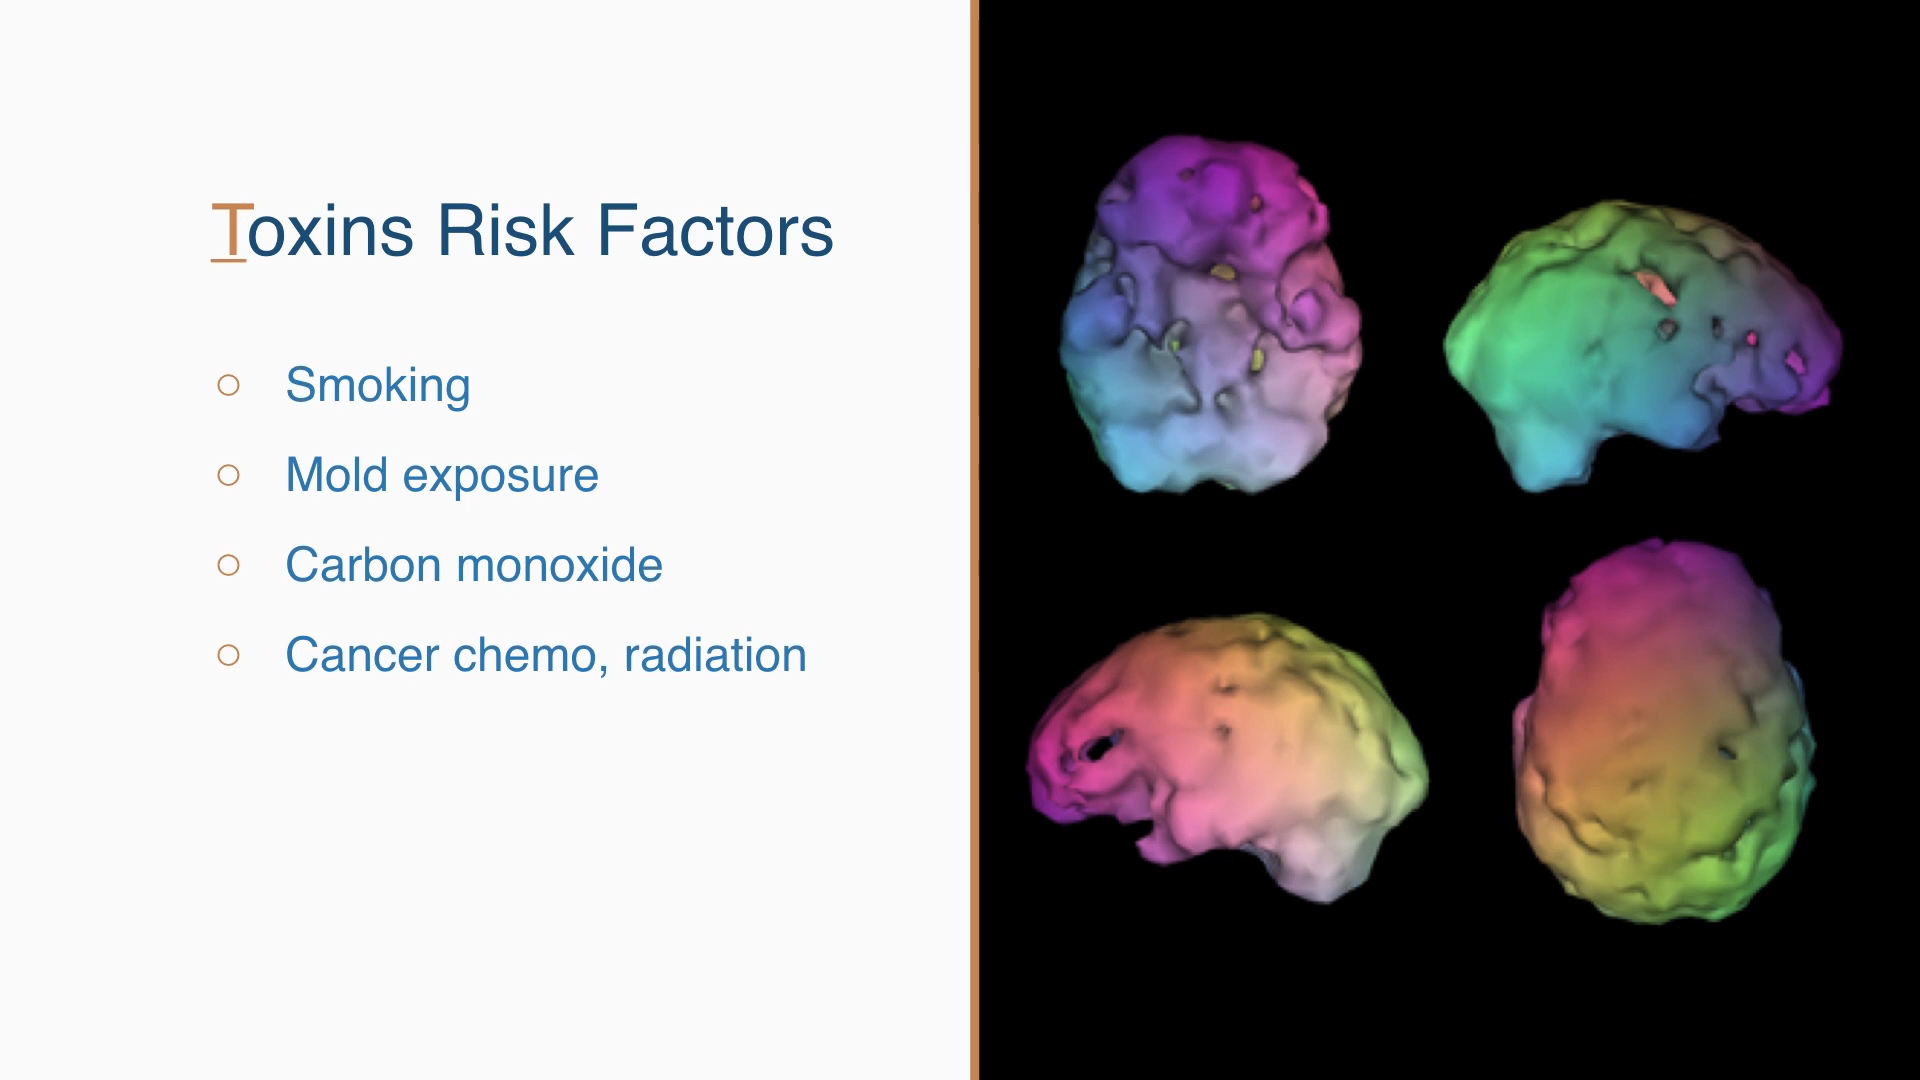 Toxins Risk Factors
Smoking
Mold exposure
Carbon monoxide
Cancer chemo, radiation